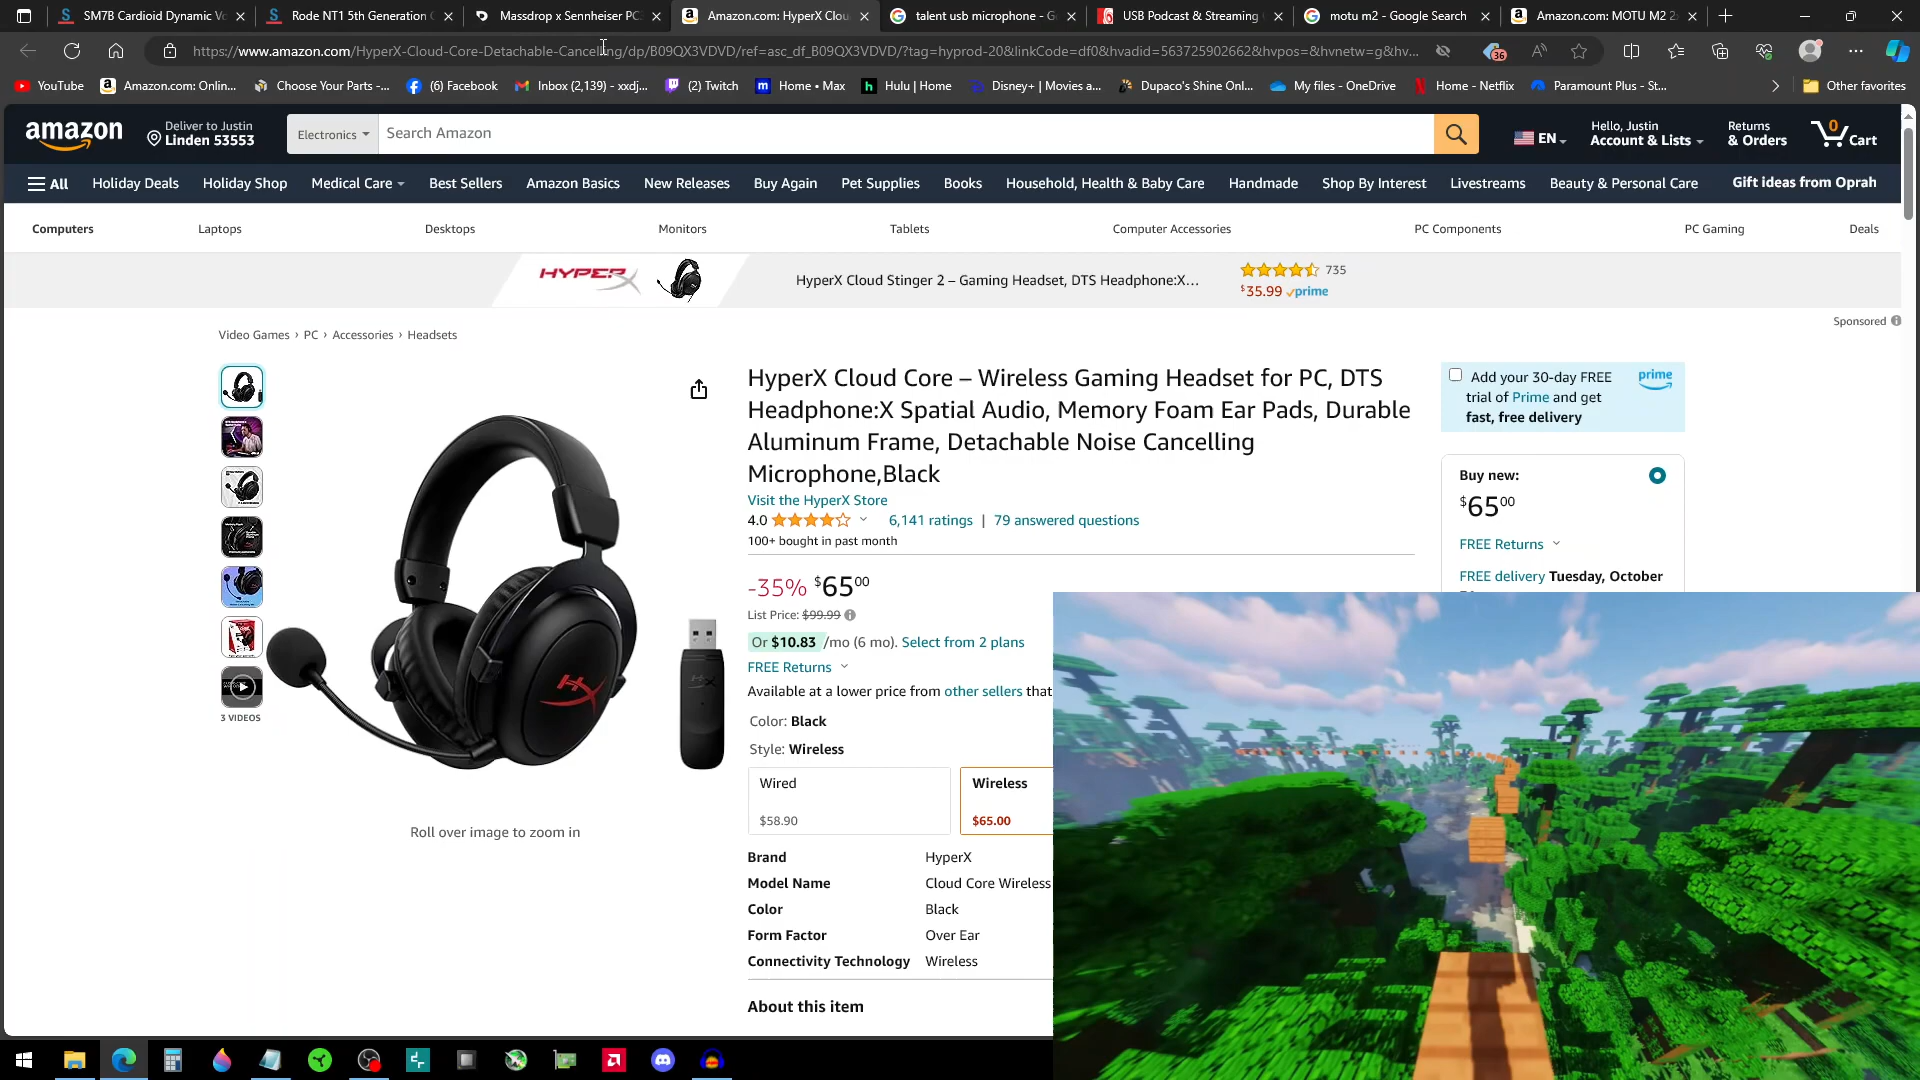 SM7B Cardioid Dynamic Vo
Rode NT1 5th Generation C
Massdrop x Sennheiser PC3
Amazon.com: HyperX Clou
talent usb microphone - G
USB Podcast & Streaming
motu m2 - Google Search
Amazon.com: MOTU M2 2x
https://www.amazon.com/HyperX-Cloud-Core-Detachable-Cancelling/dp/B09QX3VDVD/ref=asc_df_B09QX3VDVD/?tag=hyprod-20&linkCode=df0&hvadid=563725902662&hvpos=&hvnetw=g&hv...
36
YouTube
Amazon.com: Onlin...
Choose Your Parts -...
(6) Facebook
Inbox (2,139) - xxdj...
(2) Twitch
Home • Max
Hulu | Home
Disney+ | Movies a...
Dupaco's Shine Onl...
My files - OneDrive
Home - Netflix
Paramount Plus - St...
Other favorites
amazon
Deliver to Justin
Linden 53553
Electronics
Search Amazon
EN
Hello, Justin
Account & Lists
Returns
& Orders
0
Cart
All
Holiday Deals
Holiday Shop
Medical Care
Best Sellers
Amazon Basics
New Releases
Buy Again
Pet Supplies
Books
Household, Health & Baby Care
Handmade
Shop By Interest
Livestreams
Beauty & Personal Care
Gift ideas from Oprah
Computers
Laptops
Desktops
Monitors
Tablets
Computer Accessories
PC Components
PC Gaming
Deals
HYPERX
HyperX Cloud Stinger 2 – Gaming Headset, DTS Headphone:X...
735
$35.99 prime
Sponsored
Video Games › PC › Accessories › Headsets
HyperX Cloud Core – Wireless Gaming Headset for PC, DTS
Headphone:X Spatial Audio, Memory Foam Ear Pads, Durable
Aluminum Frame, Detachable Noise Cancelling
Microphone,Black
Visit the HyperX Store
4.0
6,141 ratings | 79 answered questions
100+ bought in past month
-35% $65 00
List Price: $99.99
Or $10.83 /mo (6 mo). Select from 2 plans
FREE Returns
Available at a lower price from other sellers that
Color: Black
Style: Wireless
Wired
$58.90
Wireless
$65.00
Brand HyperX
Model Name Cloud Core Wireless
Color Black
Form Factor Over Ear
Connectivity Technology Wireless
About this item
3 VIDEOS
Roll over image to zoom in
HX
Add your 30-day FREE
trial of Prime and get
fast, free delivery
prime
Buy new:
$65 00
FREE Returns
FREE delivery Tuesday, October